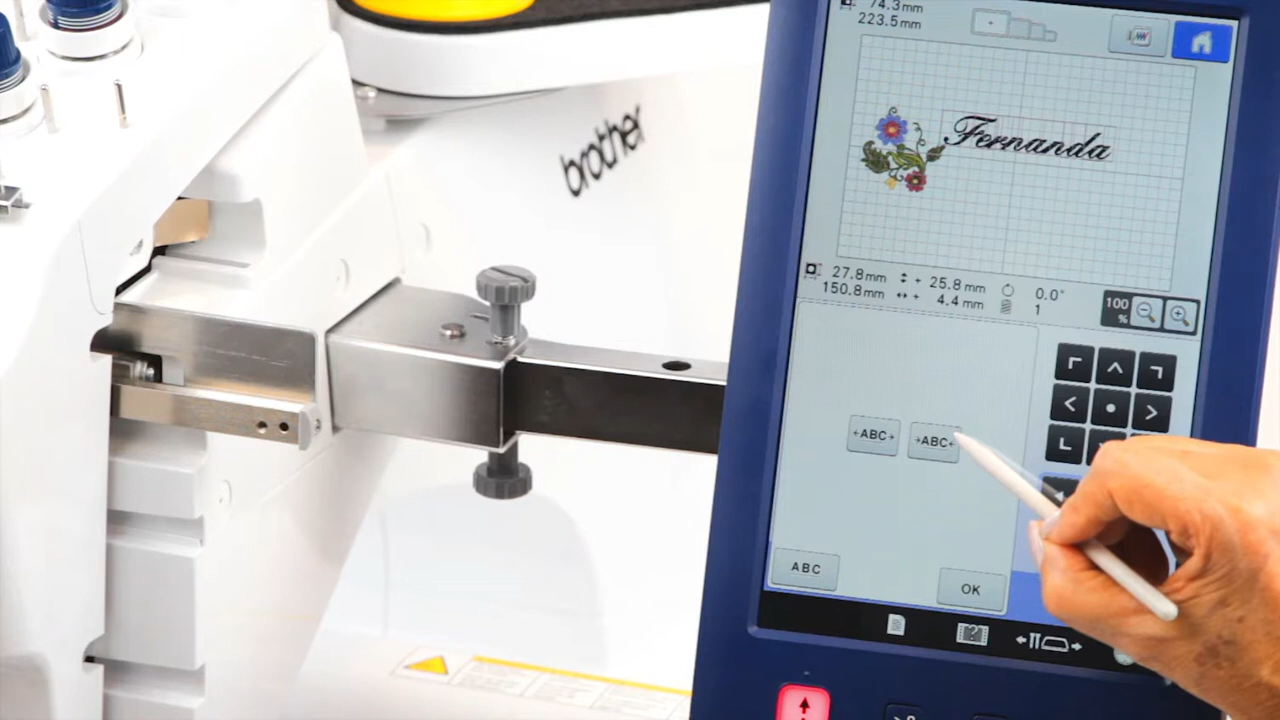 brother
74.3mm
223.5mm
Fernanda
27.8mm
150.8mm
+ 25.8mm
+ 4.4mm
0.0°
1
100
%
←ABC→
→ABC←
ABC
OK